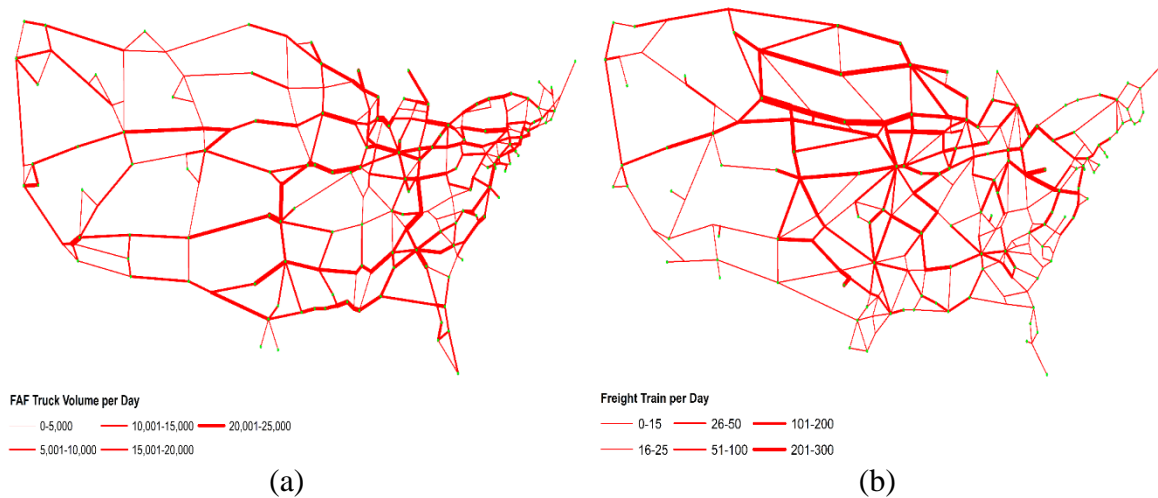 FAF Truck Volume per Day
0-5,000 10,001-15,000 20,001-25,000
5,001-10,000 15,001-20,000
(a)
Freight Train per Day
0-15 26-50 101-200
16-25 51-100 201-300
(b)